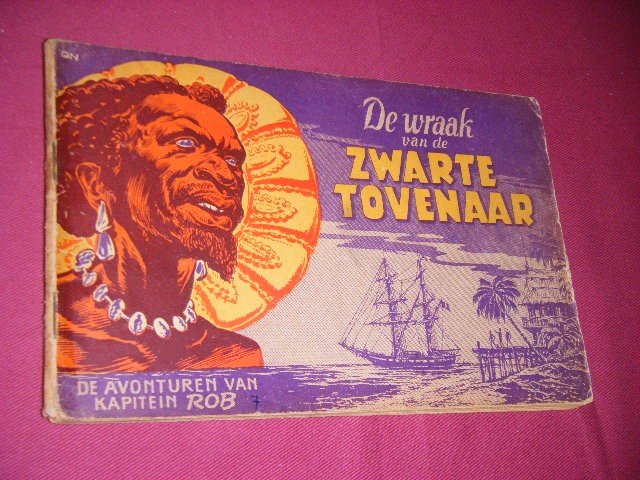 De wraak
van de
ZWARTE
TOVENAAR
DE AVONTUREN VAN
KAPITEIN ROB 7